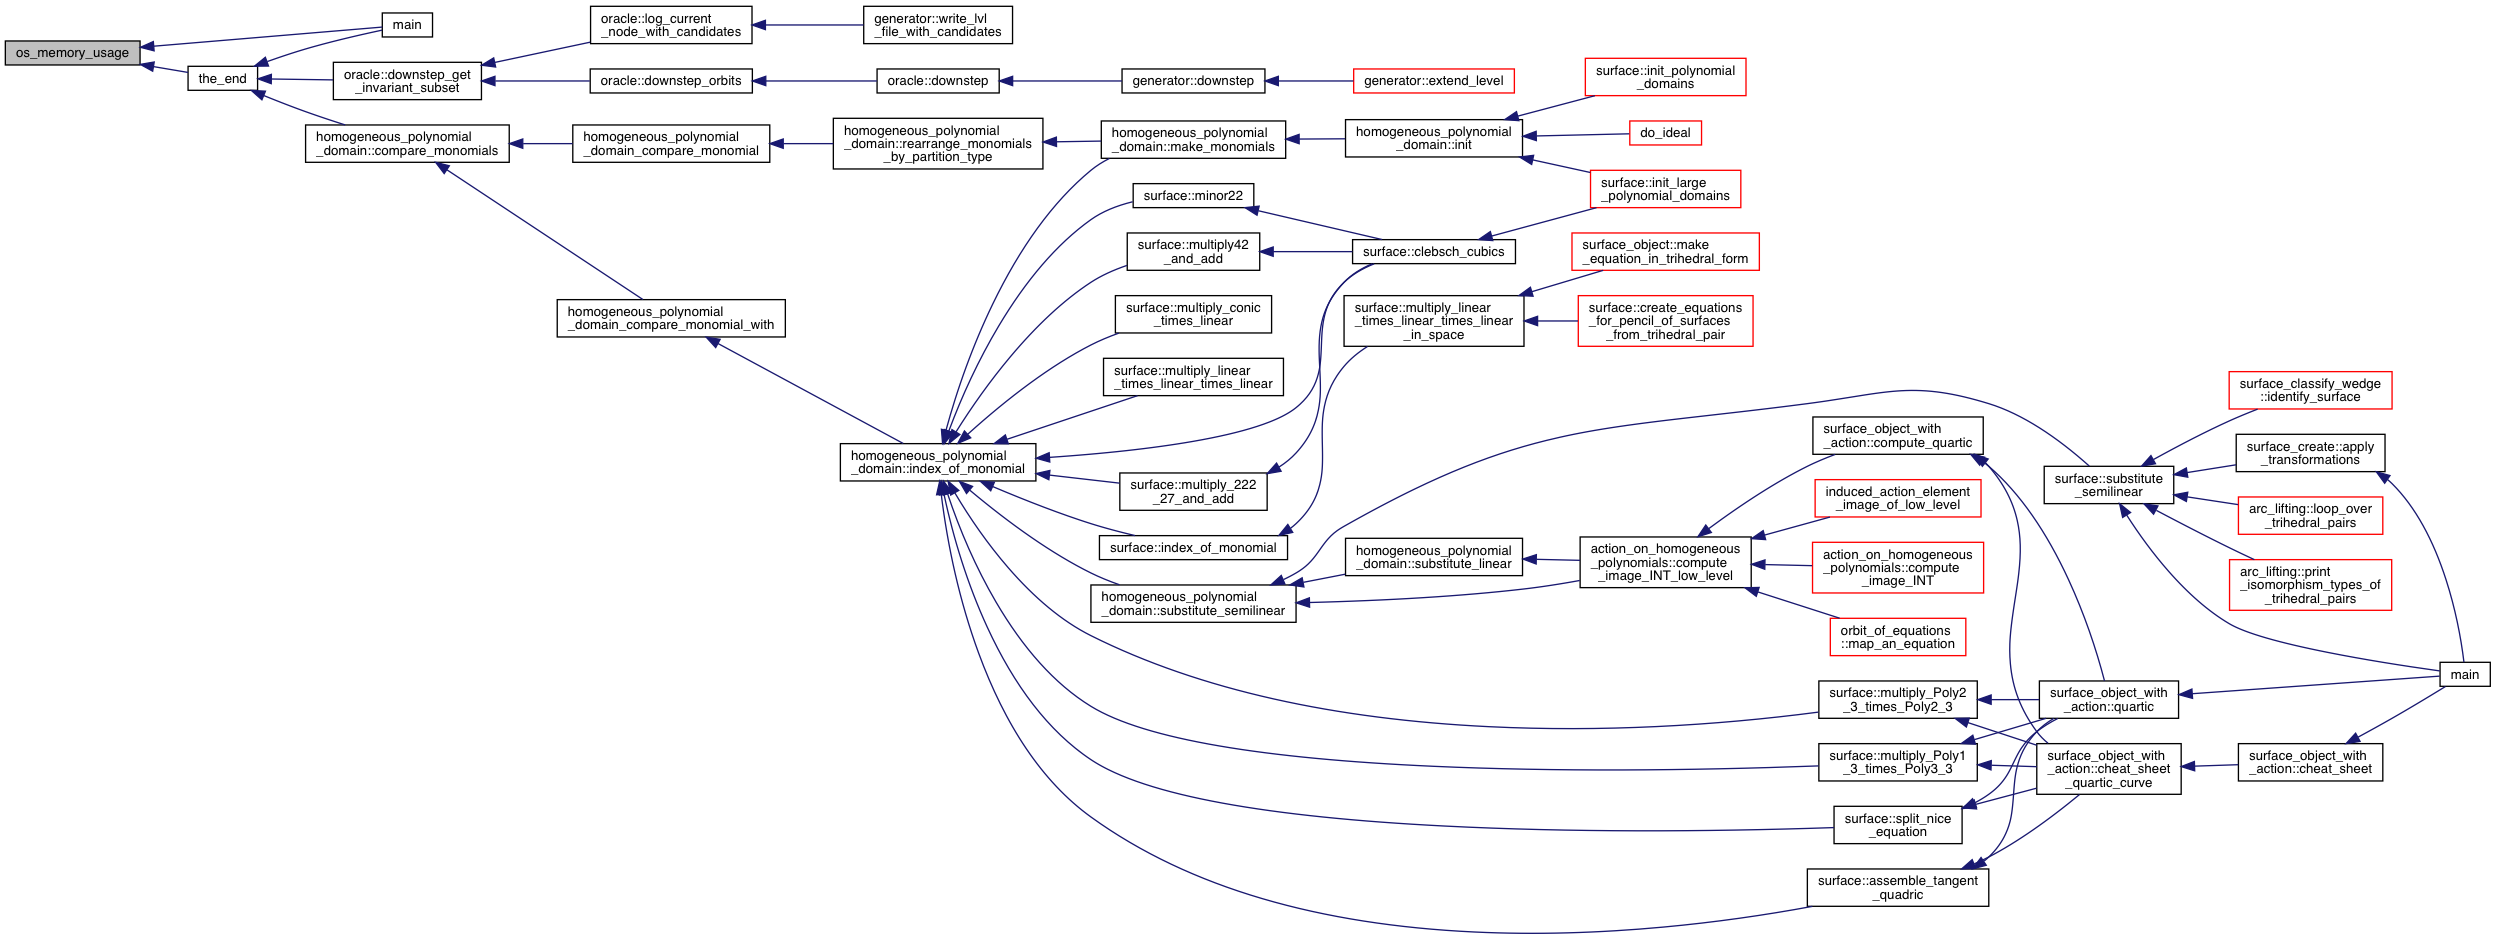 os_memory_usage
main
the_end
oracle::downstep_get
_invariant_subset
homogeneous_polynomial
_domain::compare_monomials
oracle::log_current
_node_with_candidates
generator::write_lvl
_file_with_candidates
oracle::downstep_orbits
oracle::downstep
generator::downstep
generator::extend_level
homogeneous_polynomial
_domain_compare_monomial
homogeneous_polynomial
_domain::rearrange_monomials
_by_partition_type
homogeneous_polynomial
_domain::make_monomials
homogeneous_polynomial
_domain::init
surface::init_polynomial
_domains
do_ideal
surface::init_large
_polynomial_domains
homogeneous_polynomial
_domain_compare_monomial_with
homogeneous_polynomial
_domain::index_of_monomial
surface::minor22
surface::multiply42
_and_add
surface::clebsch_cubics
surface::multiply_conic
_times_linear
surface::multiply_linear
_times_linear_times_linear
surface::multiply_222
_27_and_add
surface::index_of_monomial
surface::multiply_linear
_times_linear_times_linear
_in_space
surface_object::make
_equation_in_trihedral_form
surface::create_equations
_for_pencil_of_surfaces
_from_trihedral_pair
homogeneous_polynomial
_domain::substitute_semilinear
homogeneous_polynomial
_domain::substitute_linear
action_on_homogeneous
_polynomials::compute
_image_INT_low_level
surface_object_with
_action::compute_quartic
induced_action_element
_image_of_low_level
action_on_homogeneous
_polynomials::compute
_image_INT
orbit_of_equations
::map_an_equation
surface::substitute
_semilinear
surface_classify_wedge
::identify_surface
surface_create::apply
_transformations
arc_lifting::loop_over
_trihedral_pairs
arc_lifting::print
_isomorphism_types_of
_trihedral_pairs
main
surface::multiply_Poly2
_3_times_Poly2_3
surface::multiply_Poly1
_3_times_Poly3_3
surface::split_nice
_equation
surface::assemble_tangent
_quadric
surface_object_with
_action::quartic
surface_object_with
_action::cheat_sheet
_quartic_curve
surface_object_with
_action::cheat_sheet